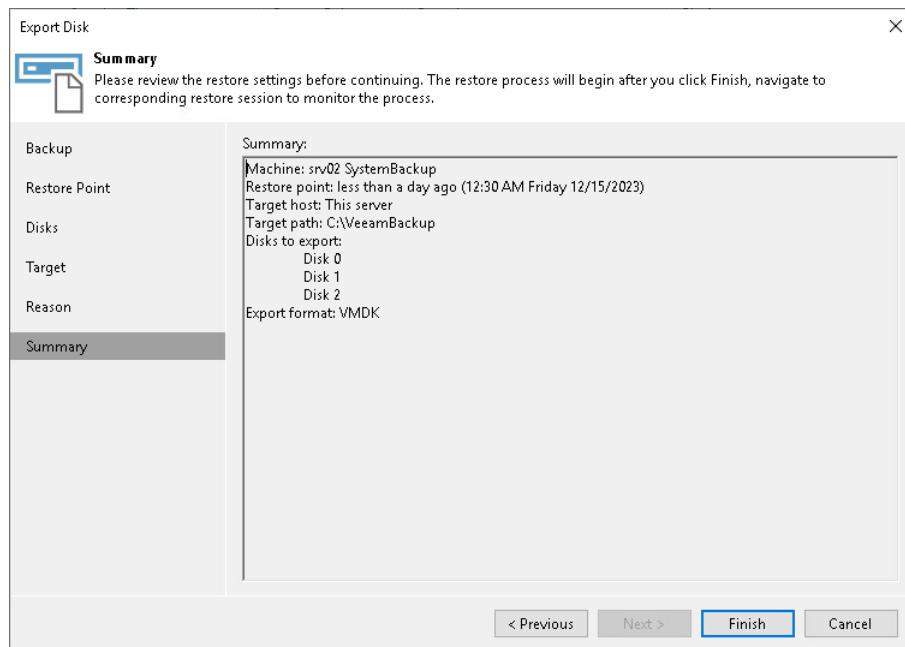 Export Disk
Summary
Please review the restore settings before continuing. The restore process will begin after you click Finish, navigate to
corresponding restore session to monitor the process.
Backup
Restore Point
Disks
Target
Reason
Summary
Summary:
Machine: srv02 SystemBackup
Restore point: less than a day ago (12:30 AM Friday 12/15/2023)
Target host: This server
Target path: C:\VeeamBackup
Disks to export:
Disk 0
Disk 1
Disk 2
Export format: VMDK
< Previous
Next >
Finish
Cancel